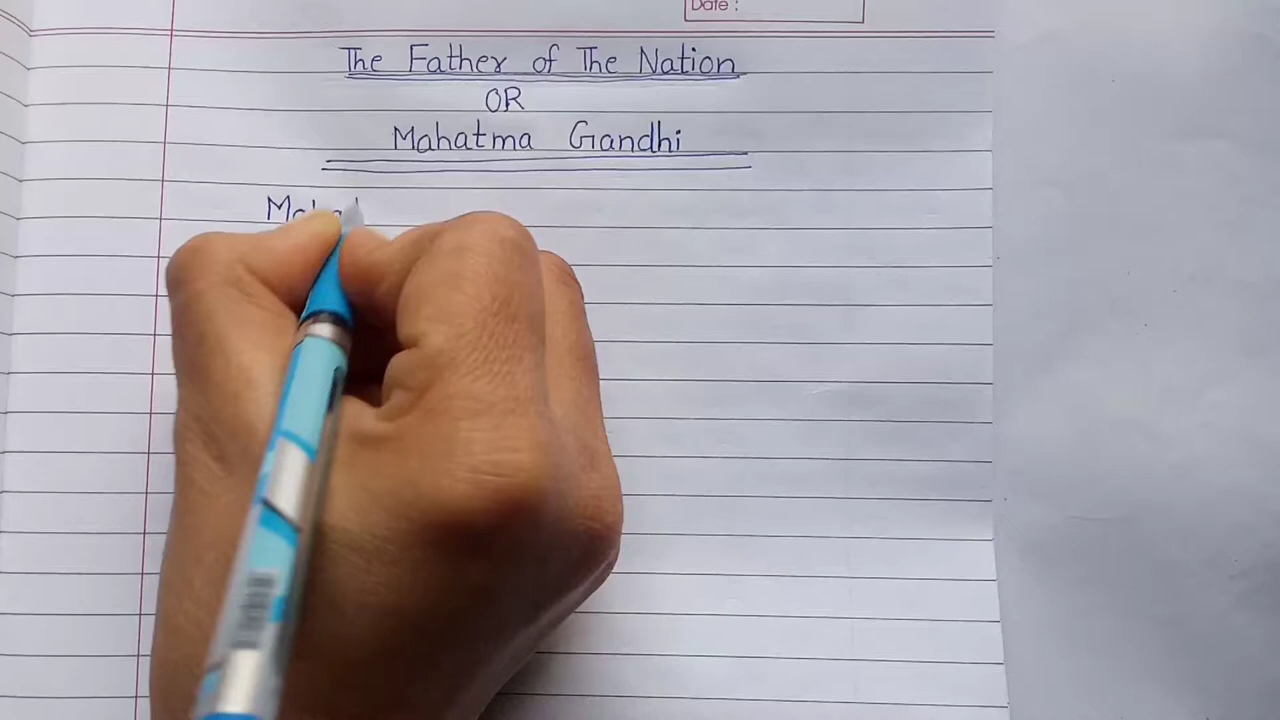 Date :
The Father of The Nation
OR
Mahatma Gandhi